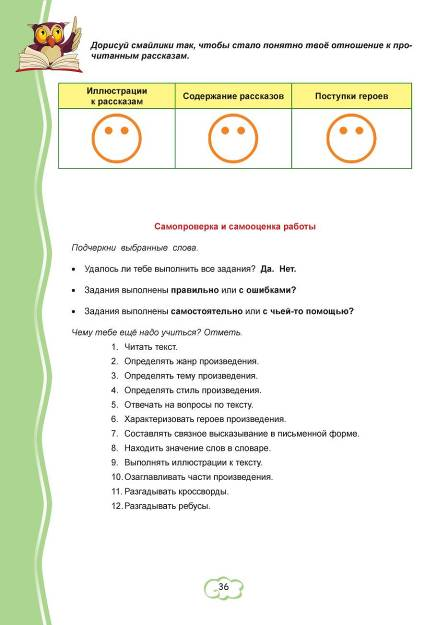 Дорисуй смайлики так, чтобы стало понятно твоё отношение к про-
читанным рассказам.
Иллюстрации
к рассказам
Содержание рассказов
Поступки героев
Самопроверка и самооценка работы
Подчеркни выбранные слова.
• Удалось ли тебе выполнить все задания? Да. Нет.
• Задания выполнены правильно или с ошибками?
• Задания выполнены самостоятельно или с чьей-то помощью?
Чему тебе ещё надо учиться? Отметь.
1. Читать текст.
2. Определять жанр произведения.
3. Определять тему произведения.
4. Определять стиль произведения.
5. Отвечать на вопросы по тексту.
6. Характеризовать героев произведения.
7. Составлять связное высказывание в письменной форме.
8. Находить значение слов в словаре.
9. Выполнять иллюстрации к тексту.
10. Озаглавливать части произведения.
11. Разгадывать кроссворды.
12. Разгадывать ребусы.
36